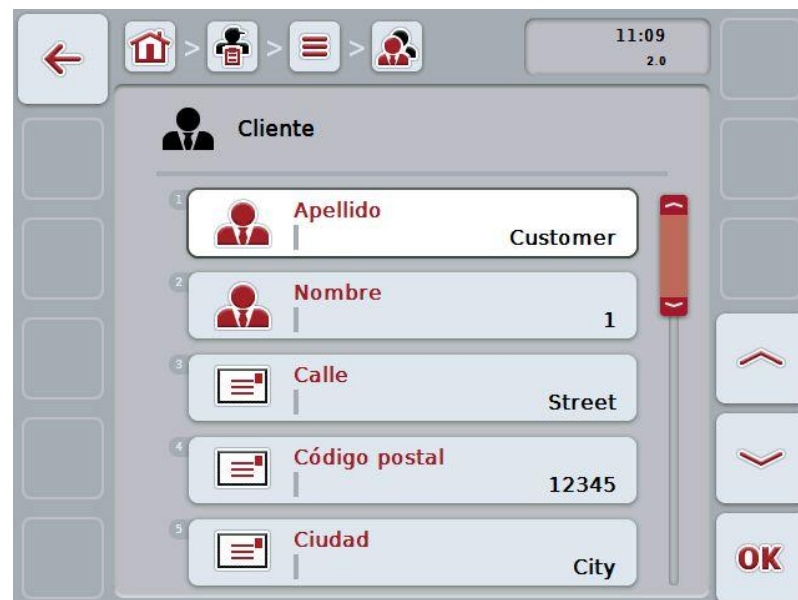 11:09
2.0
Cliente
1
Apellido
Customer
2
Nombre
1
3
Calle
Street
4
Código postal
12345
5
Ciudad
City
OK